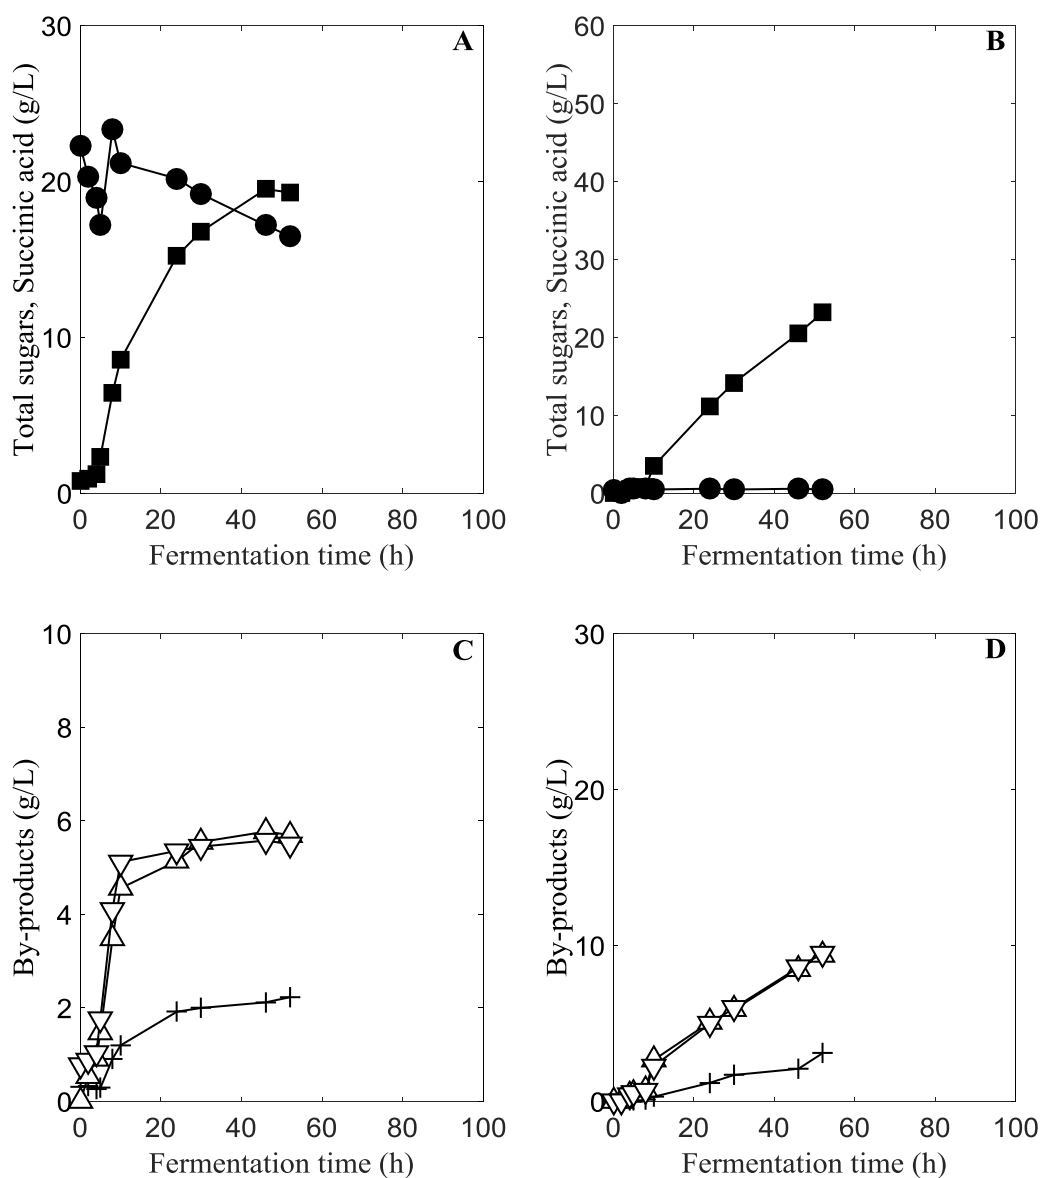 A
Total sugars, Succinic acid (g/L)
30
20
10
0
0 20 40 60 80 100
Fermentation time (h)
B
Total sugars, Succinic acid (g/L)
60
50
40
30
20
10
0
0 20 40 60 80 100
Fermentation time (h)
C
By-products (g/L)
10
8
6
4
2
0
0 20 40 60 80 100
Fermentation time (h)
D
By-products (g/L)
30
20
10
0
0 20 40 60 80 100
Fermentation time (h)